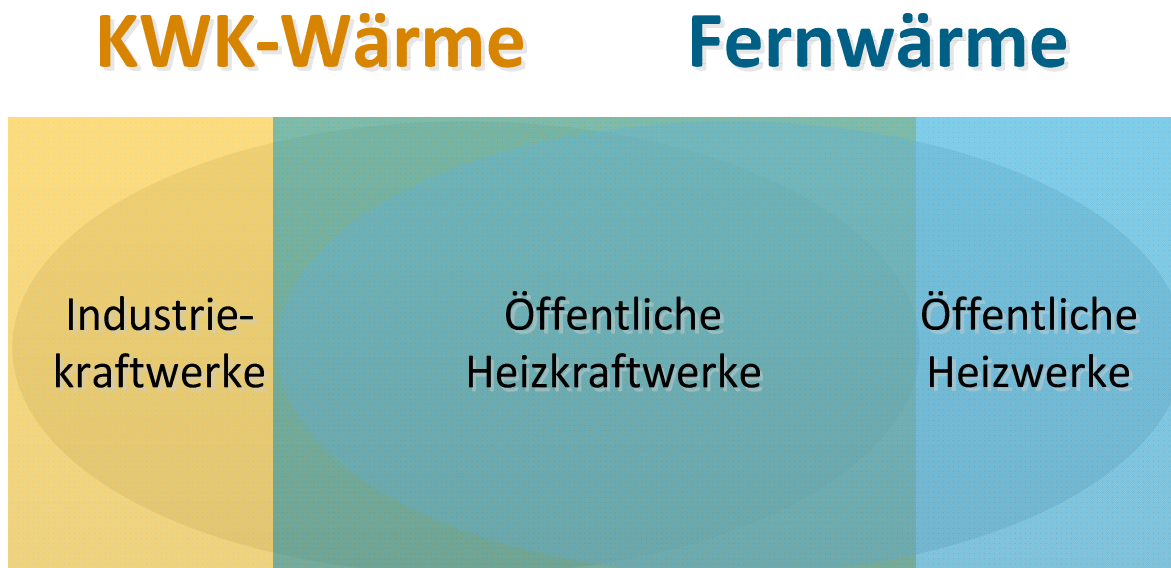 KWK-Wärme
Fernwärme
Industrie-
kraftwerke
Öffentliche
Heizkraftwerke
Öffentliche
Heizwerke